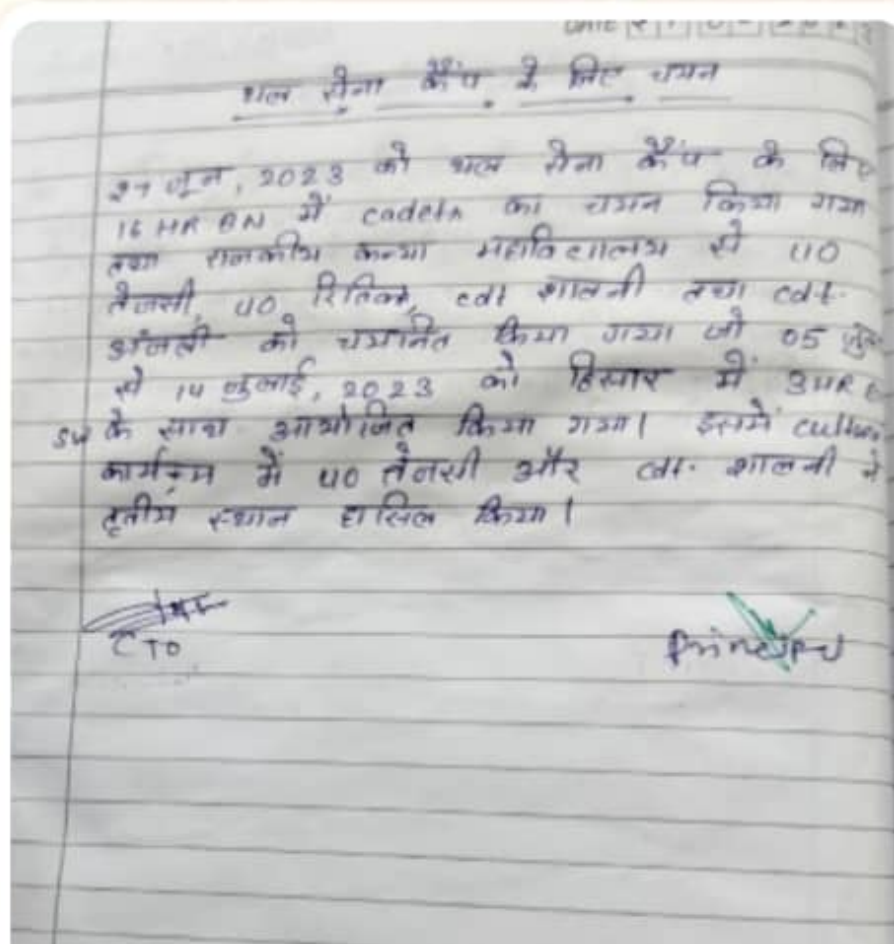 DATE
थल सेना कैंप के लिए चयन
27 जून, 2023 को थल सेना कैंप के लिए
16 HR BN में cadets का चयन किया गया
तथा राजकीय कन्या महाविद्यालय से UO
तेजसी, UO रितिका, cdt शालनी तथा cdt.
अंजली को चयनित किया गया जो 05
से 14 जुलाई, 2023 को हिसार में 3HR
SW के साथ आयोजित किया गया। इसमें
कार्यक्रम में UO तेजसी और cdt. शालनी ने
तृतीय स्थान हासिल किया।
CTO
Principal